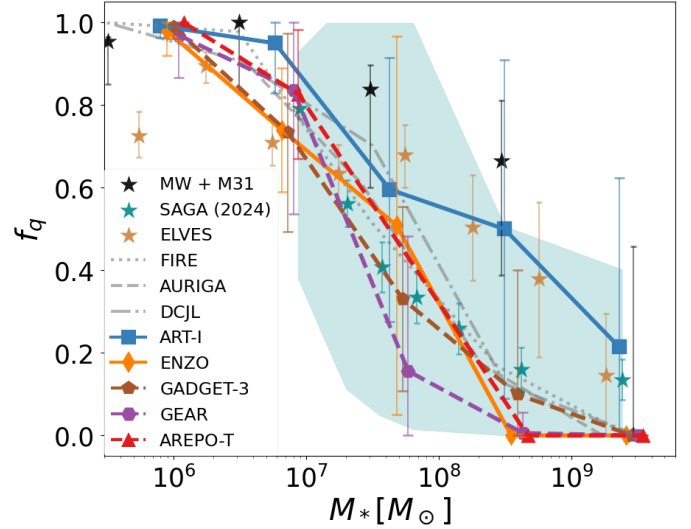 1.0
0.8
0.6
0.4
0.2
0.0
f_q
MW + M31
SAGA (2024)
ELVES
FIRE
AURIGA
DCJL
ART-I
ENZO
GADGET-3
GEAR
AREPO-T
10^6 10^7 10^8 10^9
M_*[M_⊙]